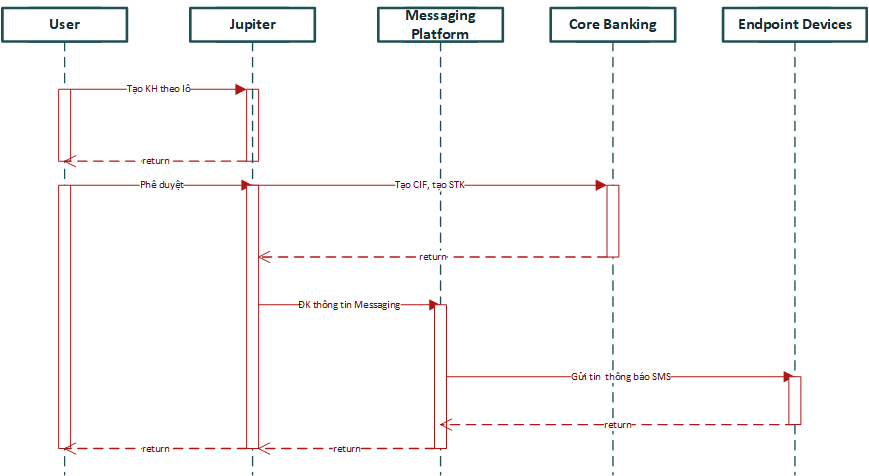 User
Jupiter
Messaging
Platform
Core Banking
Endpoint Devices
Tạo KH theo lô
return
Phê duyệt
Tạo CIF, tạo STK
return
ĐK thông tin Messaging
Gửi tin thông báo SMS
return
return
return